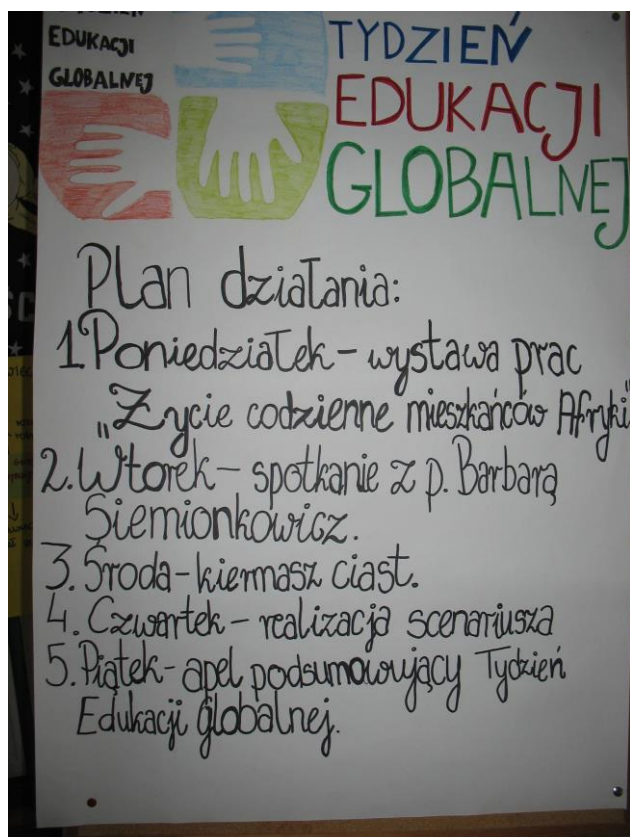 EDUKACJI
GLOBALNEJ
TYDZIEŃ
EDUKACJI
GLOBALNEJ
Plan działania:
1. Poniedziałek – wystawa prac
„Życie codzienne mieszkańców Afryki"
2. Wtorek – spotkanie z p. Barbarą
Siemionkowicz.
3. Środa – kiermasz ciast.
4. Czwartek – realizacja scenariusza
5. Piątek – apel podsumowujący Tydzień
Edukacji Globalnej.